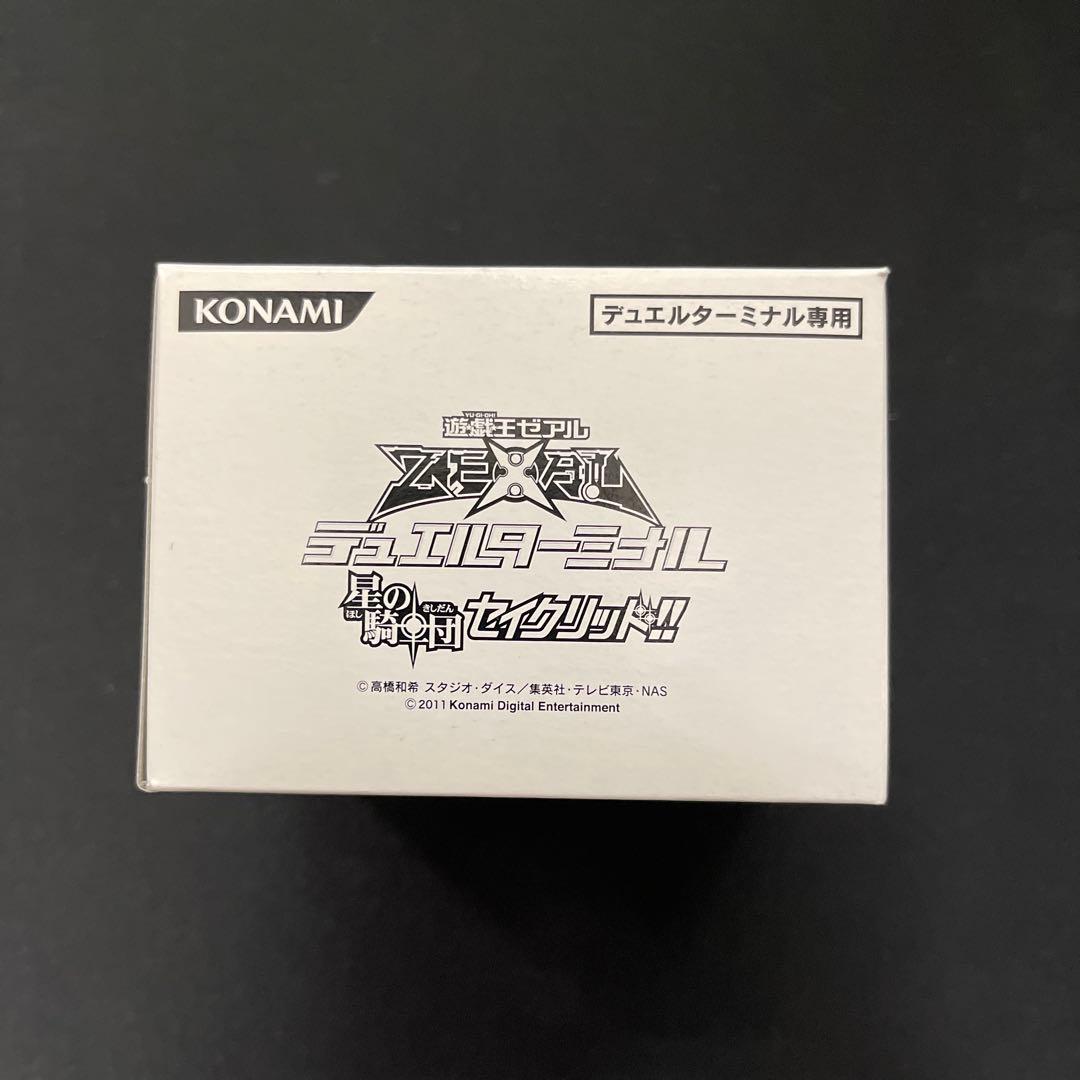 KONAMI
デュエルターミナル専用
YU-GI-OH!
遊☆戯☆王ゼアル
ZEXAL
デュエルターミナル
星の騎士団 セイクリッド!!
ほし きしだん
©高橋和希 スタジオ・ダイス／集英社・テレビ東京・NAS
©2011 Konami Digital Entertainment